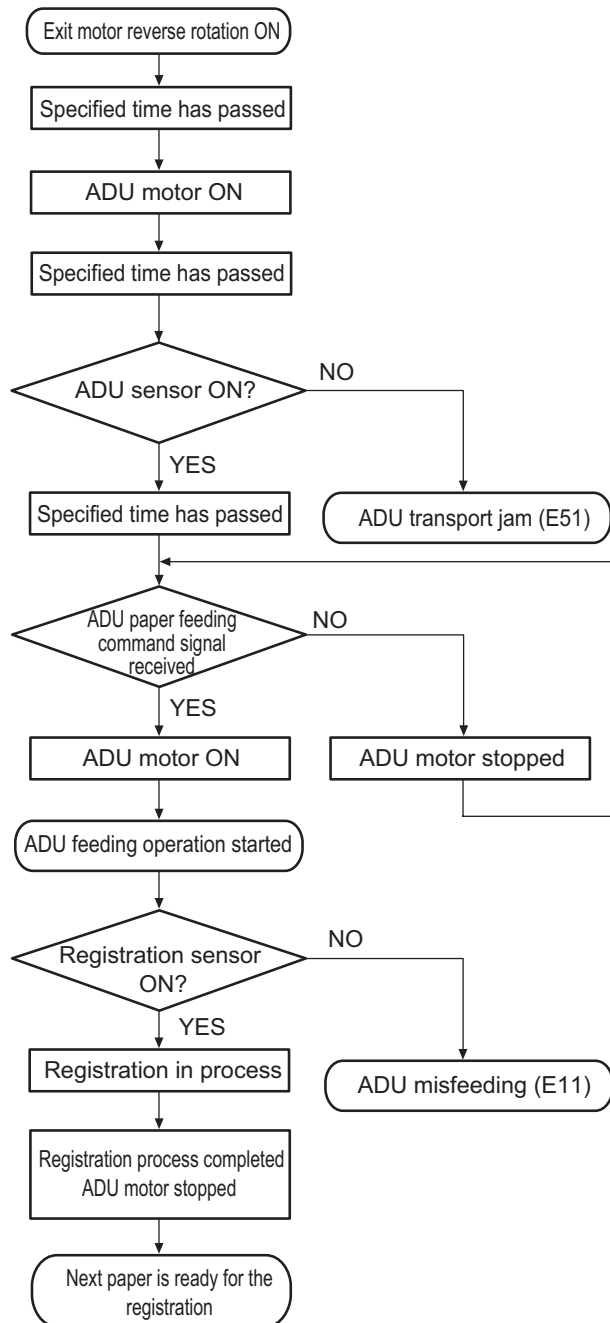 Exit motor reverse rotation ON
Specified time has passed
ADU motor ON
Specified time has passed
ADU sensor ON?
NO
YES
Specified time has passed
ADU transport jam (E51)
ADU paper feeding
command signal
received
NO
YES
ADU motor ON
ADU motor stopped
ADU feeding operation started
Registration sensor
ON?
NO
YES
Registration in process
ADU misfeeding (E11)
Registration process completed
ADU motor stopped
Next paper is ready for the
registration